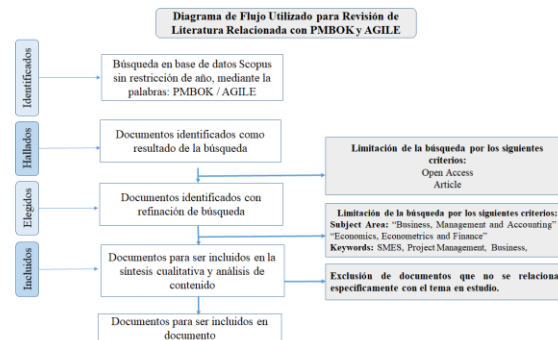 Diagrama de Flujo Utilizado para Revisión de
Literatura Relacionada con PMBOK y AGILE
Identificados
Búsqueda en base de datos Scopus
sin restricción de año, mediante la
palabras: PMBOK / AGILE
Hallados
Documentos identificados como
resultado de la búsqueda
Limitación de la búsqueda por los siguientes
criterios:
Open Access
Article
Elegidos
Documentos identificados con
refinación de búsqueda
Limitación de la búsqueda por los siguientes criterios:
Subject Area: “Business, Management and Accounting”
“Economics, Econometrics and Finance”
Keywords: SMES, Project Management, Business,
Incluidos
Documentos para ser incluidos en la
síntesis cualitativa y análisis de
contenido
Exclusión de documentos que no se relacionan
específicamente con el tema en estudio.
Documentos para ser incluidos en
documento